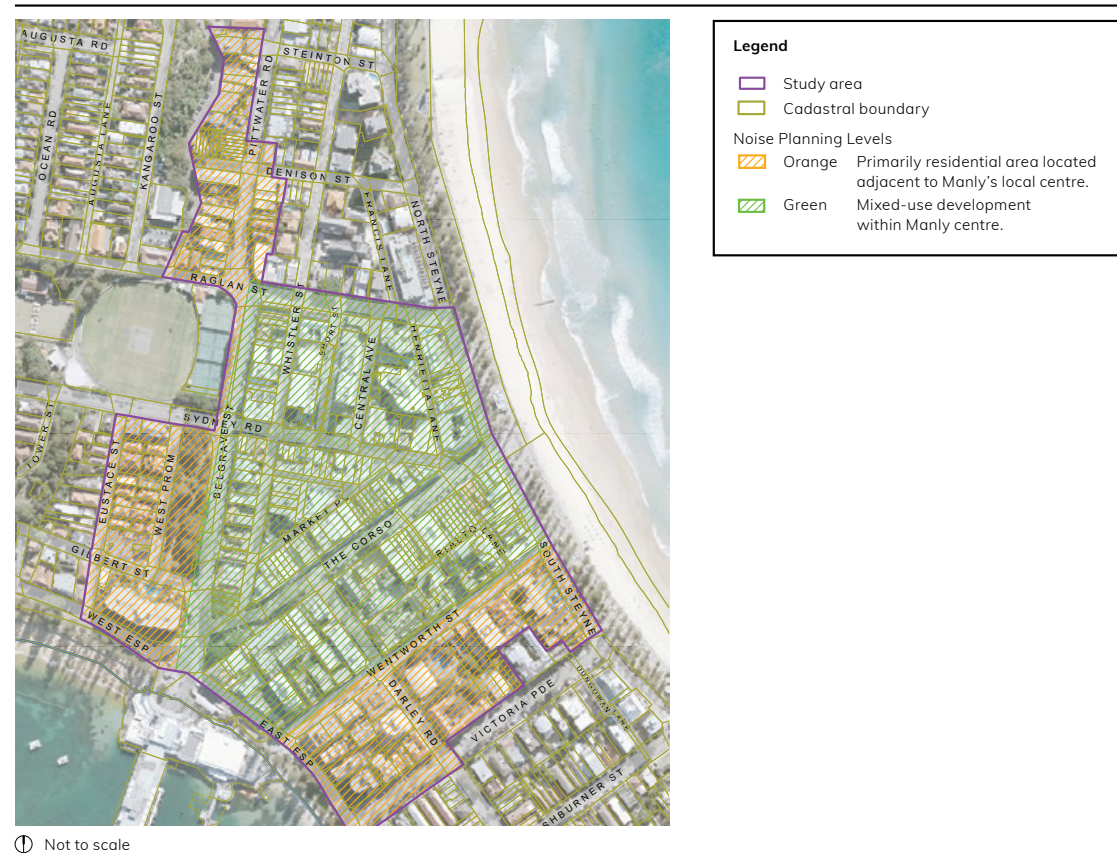 AUGUSTA RD
STEINTON ST
PITTWATER RD
OCEAN RD
AUGUSTA LANE
KANGAROO ST
DENISON ST
FRANCIS LANE
NORTH STEYNE
RAGLAN ST
WHISTLER ST
SHORT ST
CENTRAL AVE
HENRIETTA LANE
SYDNEY RD
BELGRAVE ST
TOWER ST
EUSTACE ST
WEST PROM
MARKET PL
THE CORSO
RIALTO LANE
SOUTH STEYNE
GILBERT ST
WEST ESP
WENTWORTH ST
DARLEY RD
EAST ESP
VICTORIA PDE
DUNGOWAN LANE
SHBURNER ST
Not to scale
Legend
Study area
Cadastral boundary
Noise Planning Levels
Orange Primarily residential area located
adjacent to Manly's local centre.
Green Mixed-use development
within Manly centre.